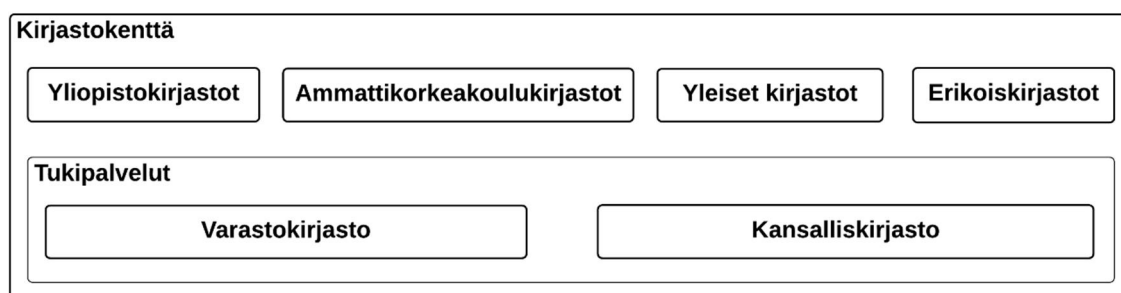 Kirjastokenttä
Yliopistokirjastot Ammattikorkeakoulukirjastot Yleiset kirjastot Erikoiskirjastot
Tukipalvelut
Varastokirjasto Kansalliskirjasto